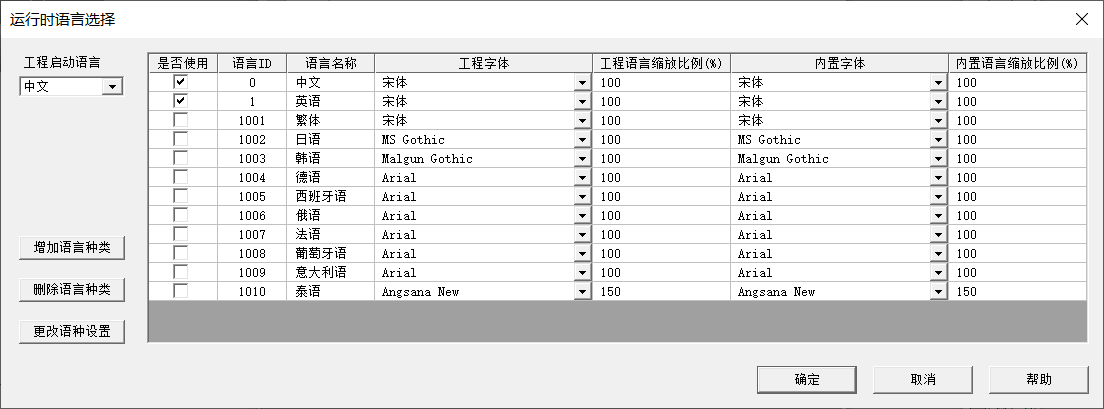 运行时语言选择
工程启动语言
中文
增加语言种类
删除语言种类
更改语种设置
是否使用 语言ID 语言名称 工程字体 工程语言缩放比例(%) 内置字体 内置语言缩放比例(%)
0 中文 宋体 100 宋体 100
1 英语 宋体 100 宋体 100
1001 繁体 宋体 100 宋体 100
1002 日语 MS Gothic 100 MS Gothic 100
1003 韩语 Malgun Gothic 100 Malgun Gothic 100
1004 德语 Arial 100 Arial 100
1005 西班牙语 Arial 100 Arial 100
1006 俄语 Arial 100 Arial 100
1007 法语 Arial 100 Arial 100
1008 葡萄牙语 Arial 100 Arial 100
1009 意大利语 Arial 100 Arial 100
1010 泰语 Angsana New 150 Angsana New 150
确定 取消 帮助